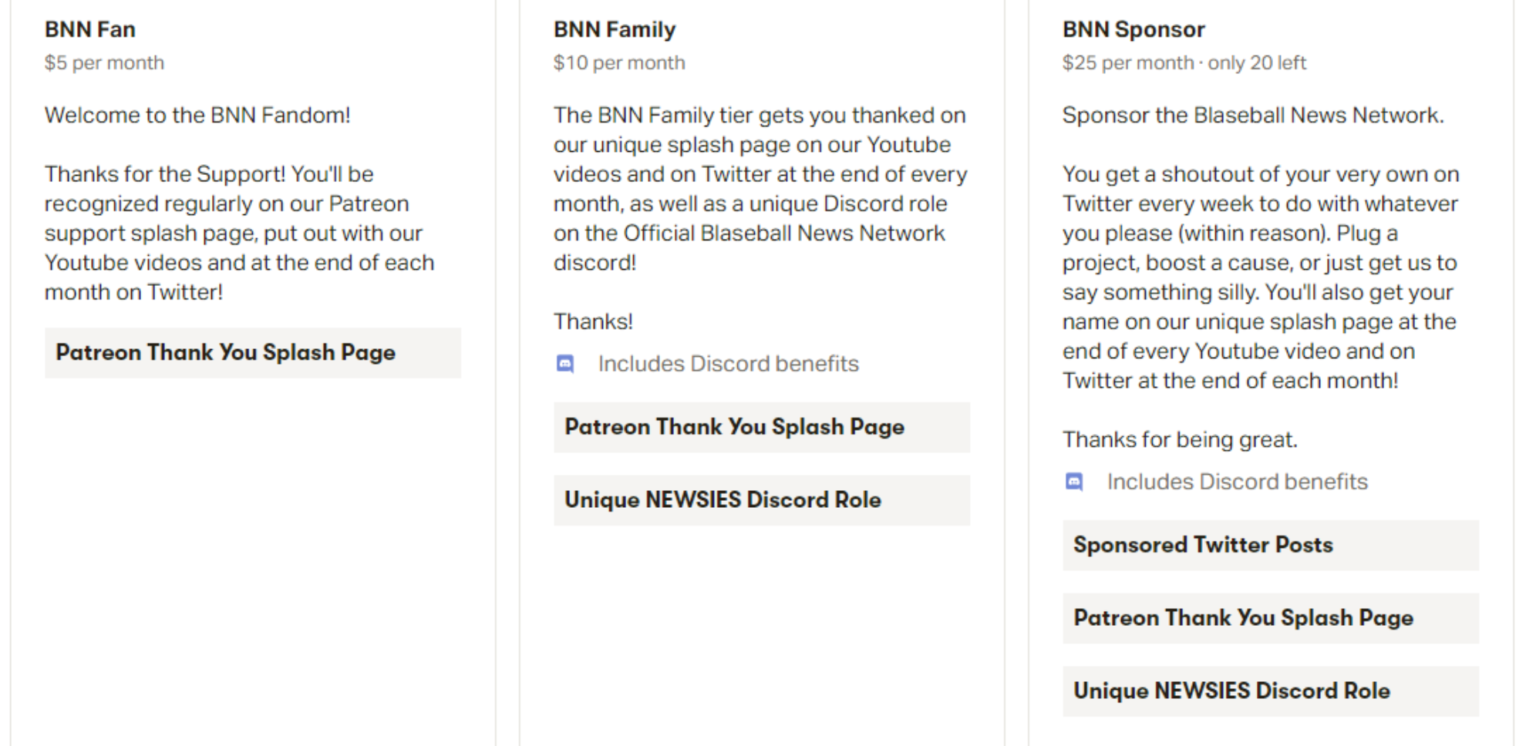 BNN Fan
$5 per month
Welcome to the BNN Fandom!
Thanks for the Support! You'll be
recognized regularly on our Patreon
support splash page, put out with our
Youtube videos and at the end of each
month on Twitter!
Patreon Thank You Splash Page
BNN Family
$10 per month
The BNN Family tier gets you thanked on
our unique splash page on our Youtube
videos and on Twitter at the end of every
month, as well as a unique Discord role
on the Official Blaseball News Network
discord!
Thanks!
Includes Discord benefits
Patreon Thank You Splash Page
Unique NEWSIES Discord Role
BNN Sponsor
$25 per month · only 20 left
Sponsor the Blaseball News Network.
You get a shoutout of your very own on
Twitter every week to do with whatever
you please (within reason). Plug a
project, boost a cause, or just get us to
say something silly. You'll also get your
name on our unique splash page at the
end of every Youtube video and on
Twitter at the end of each month!
Thanks for being great.
Includes Discord benefits
Sponsored Twitter Posts
Patreon Thank You Splash Page
Unique NEWSIES Discord Role